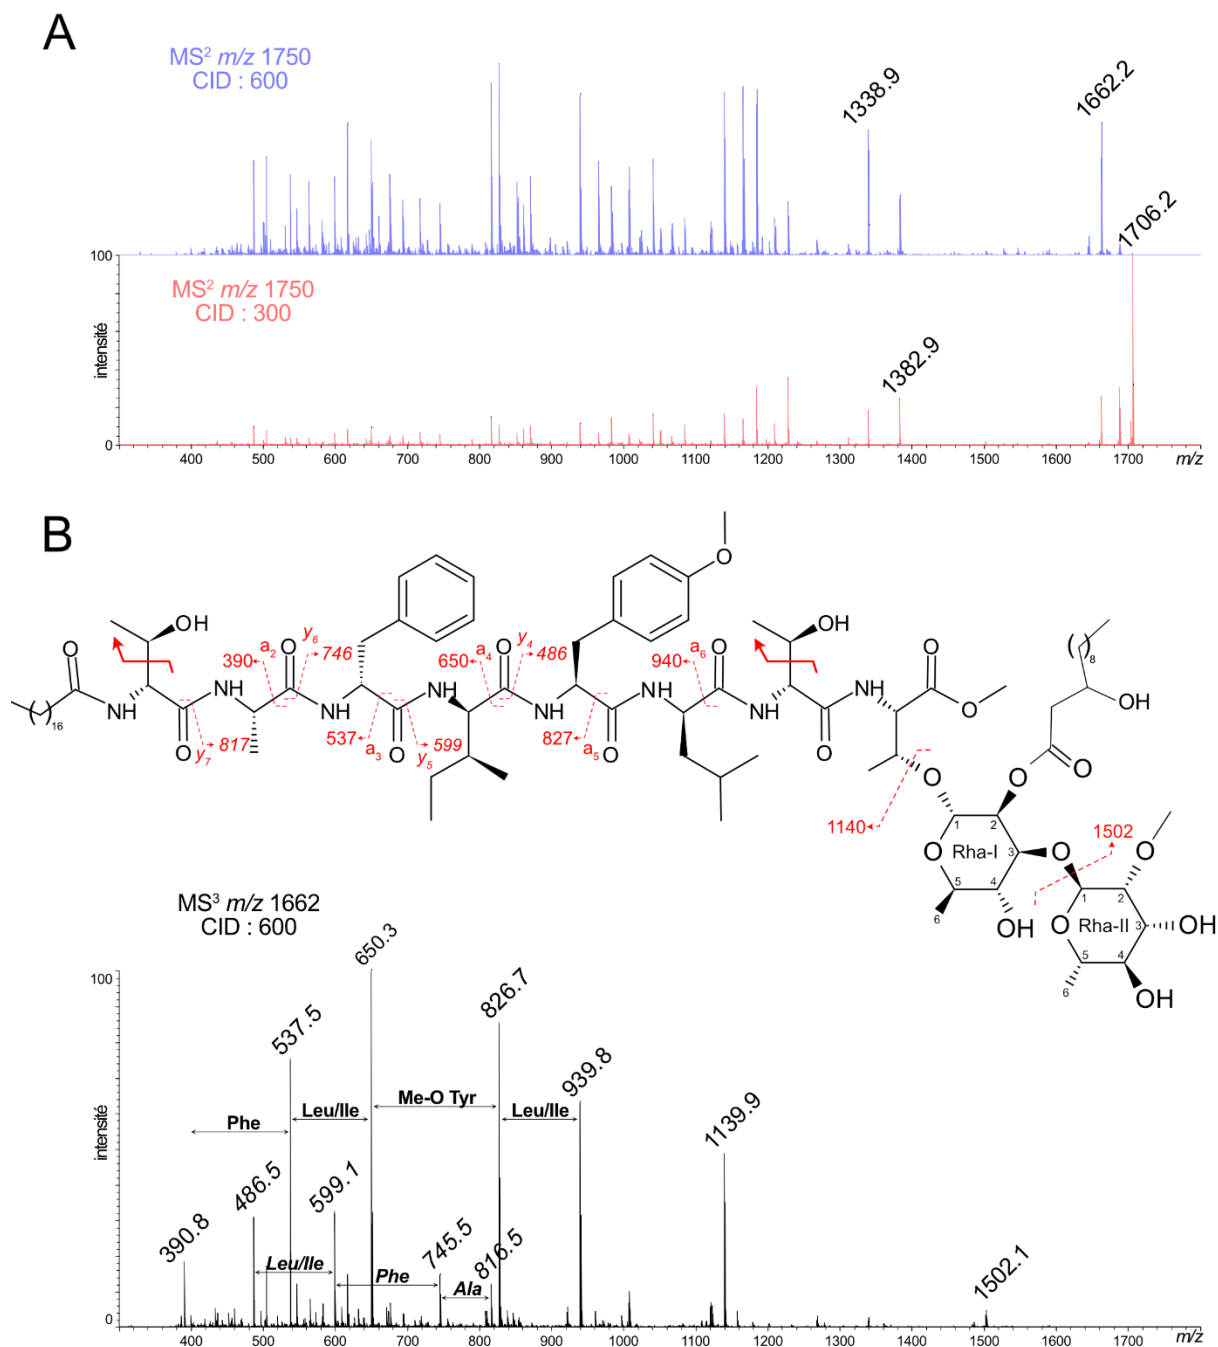 A
MS² m/z 1750
CID : 600
1338.9
1662.2
1706.2
100
MS² m/z 1750
CID : 300
intensité
1382.9
0
400 500 600 700 800 900 1000 1100 1200 1300 1400 1500 1600 1700 m/z
B
O
OH
O
( )8
OH
O
NH
( )16
O
y7
817
NH
390
a2
O
y6
746
NH
537
a3
O
y5
599
NH
650
a4
O
y4
486
NH
827
a5
O
NH
940
a6
O
NH
OH
O
NH
O
O
O
O
O
1140
1502
O
Rha-I
1
2
3
4
5
6
OH
O
O
O
Rha-II
1
2
3
4
5
6
OH
OH
MS³ m/z 1662
CID : 600
100
650.3
826.7
537.5
939.8
Me-O Tyr
Leu/Ile
Leu/Ile
Phe
1139.9
intensité
486.5
599.1
390.8
745.5
816.5
Leu/Ile
Phe
Ala
1502.1
0
400 500 600 700 800 900 1000 1100 1200 1300 1400 1500 1600 1700 m/z